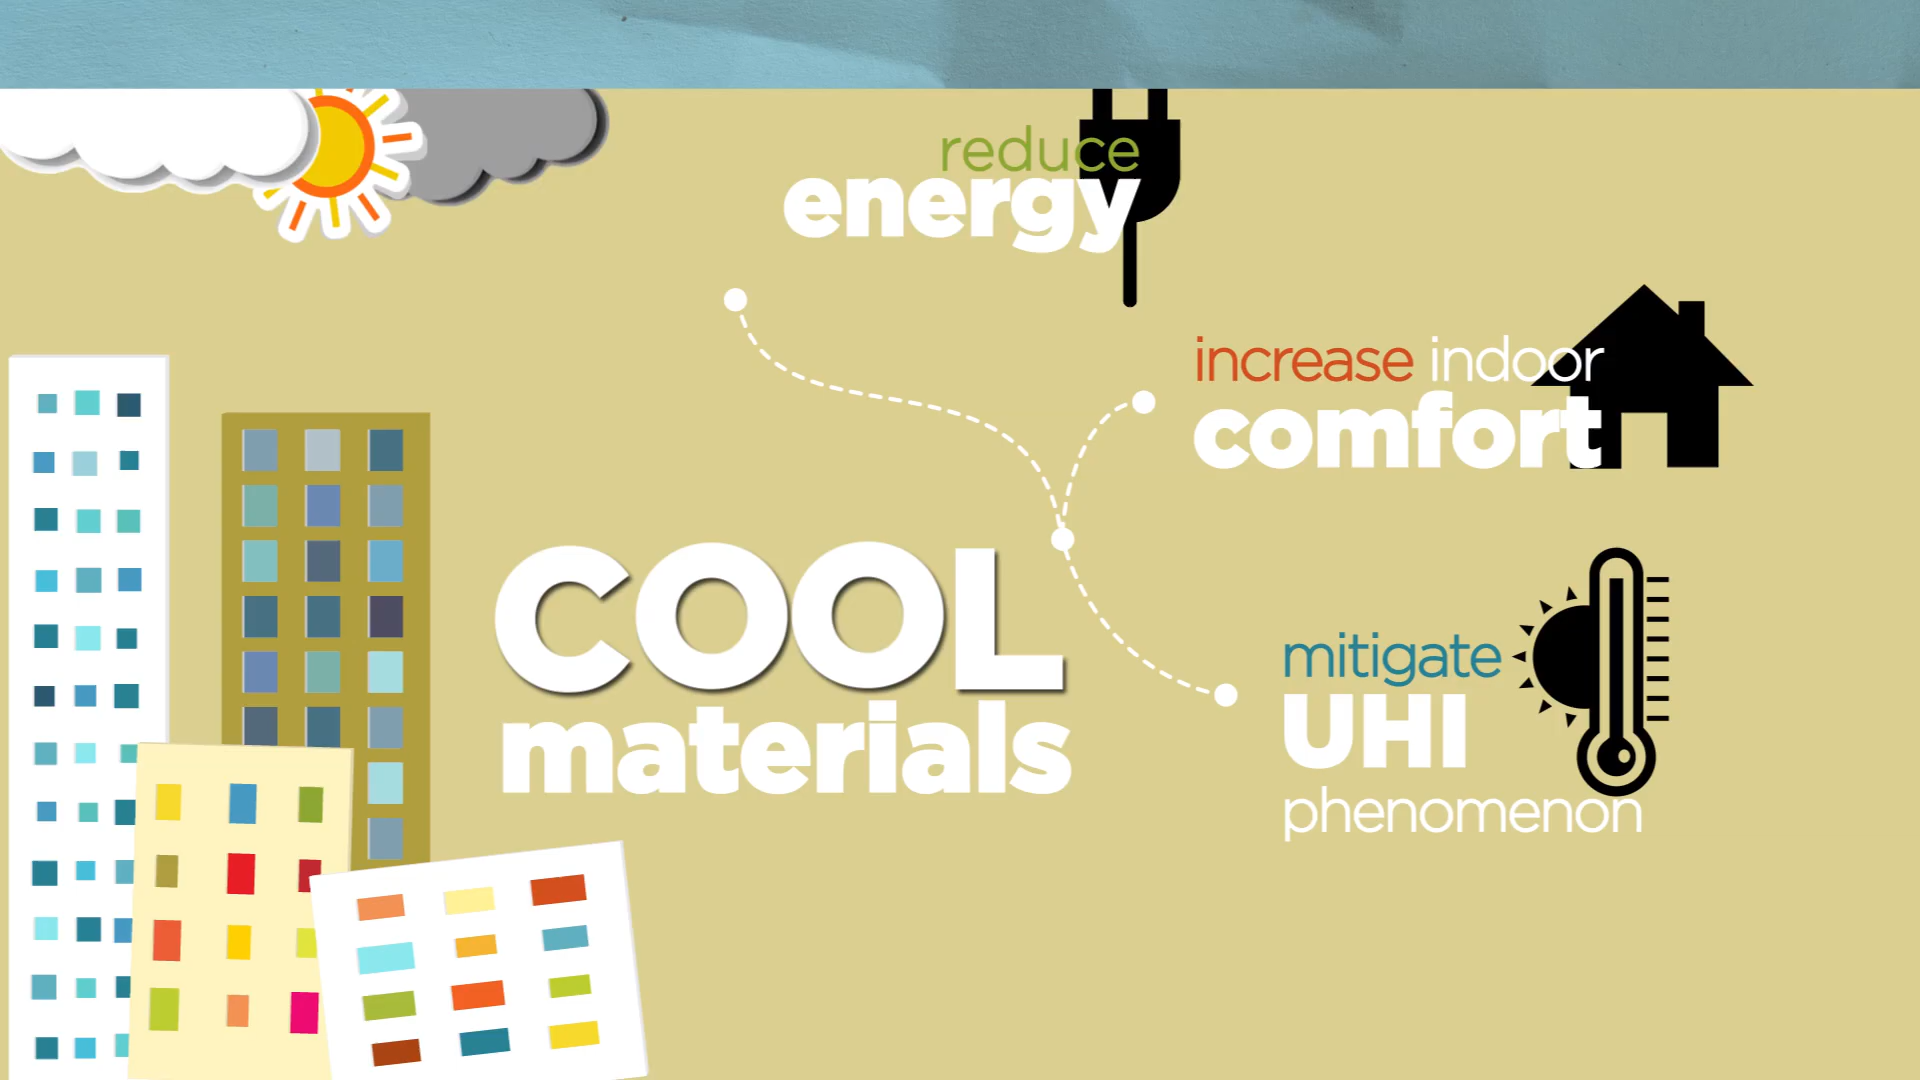 reduce
energy
increase indoor
comfort
COOL
materials
mitigate
UHI
phenomenon